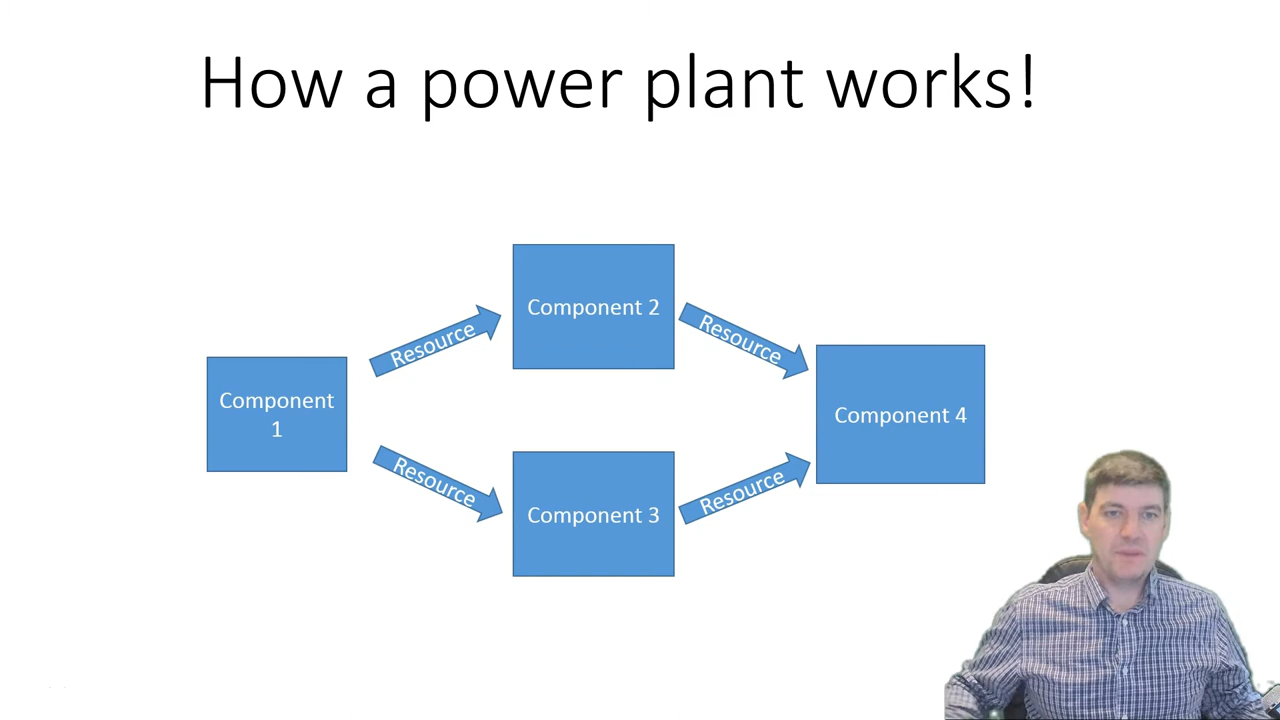 How a power plant works!
Component 2
Resource
Resource
Component
1
Component 4
Resource
Resource
Component 3